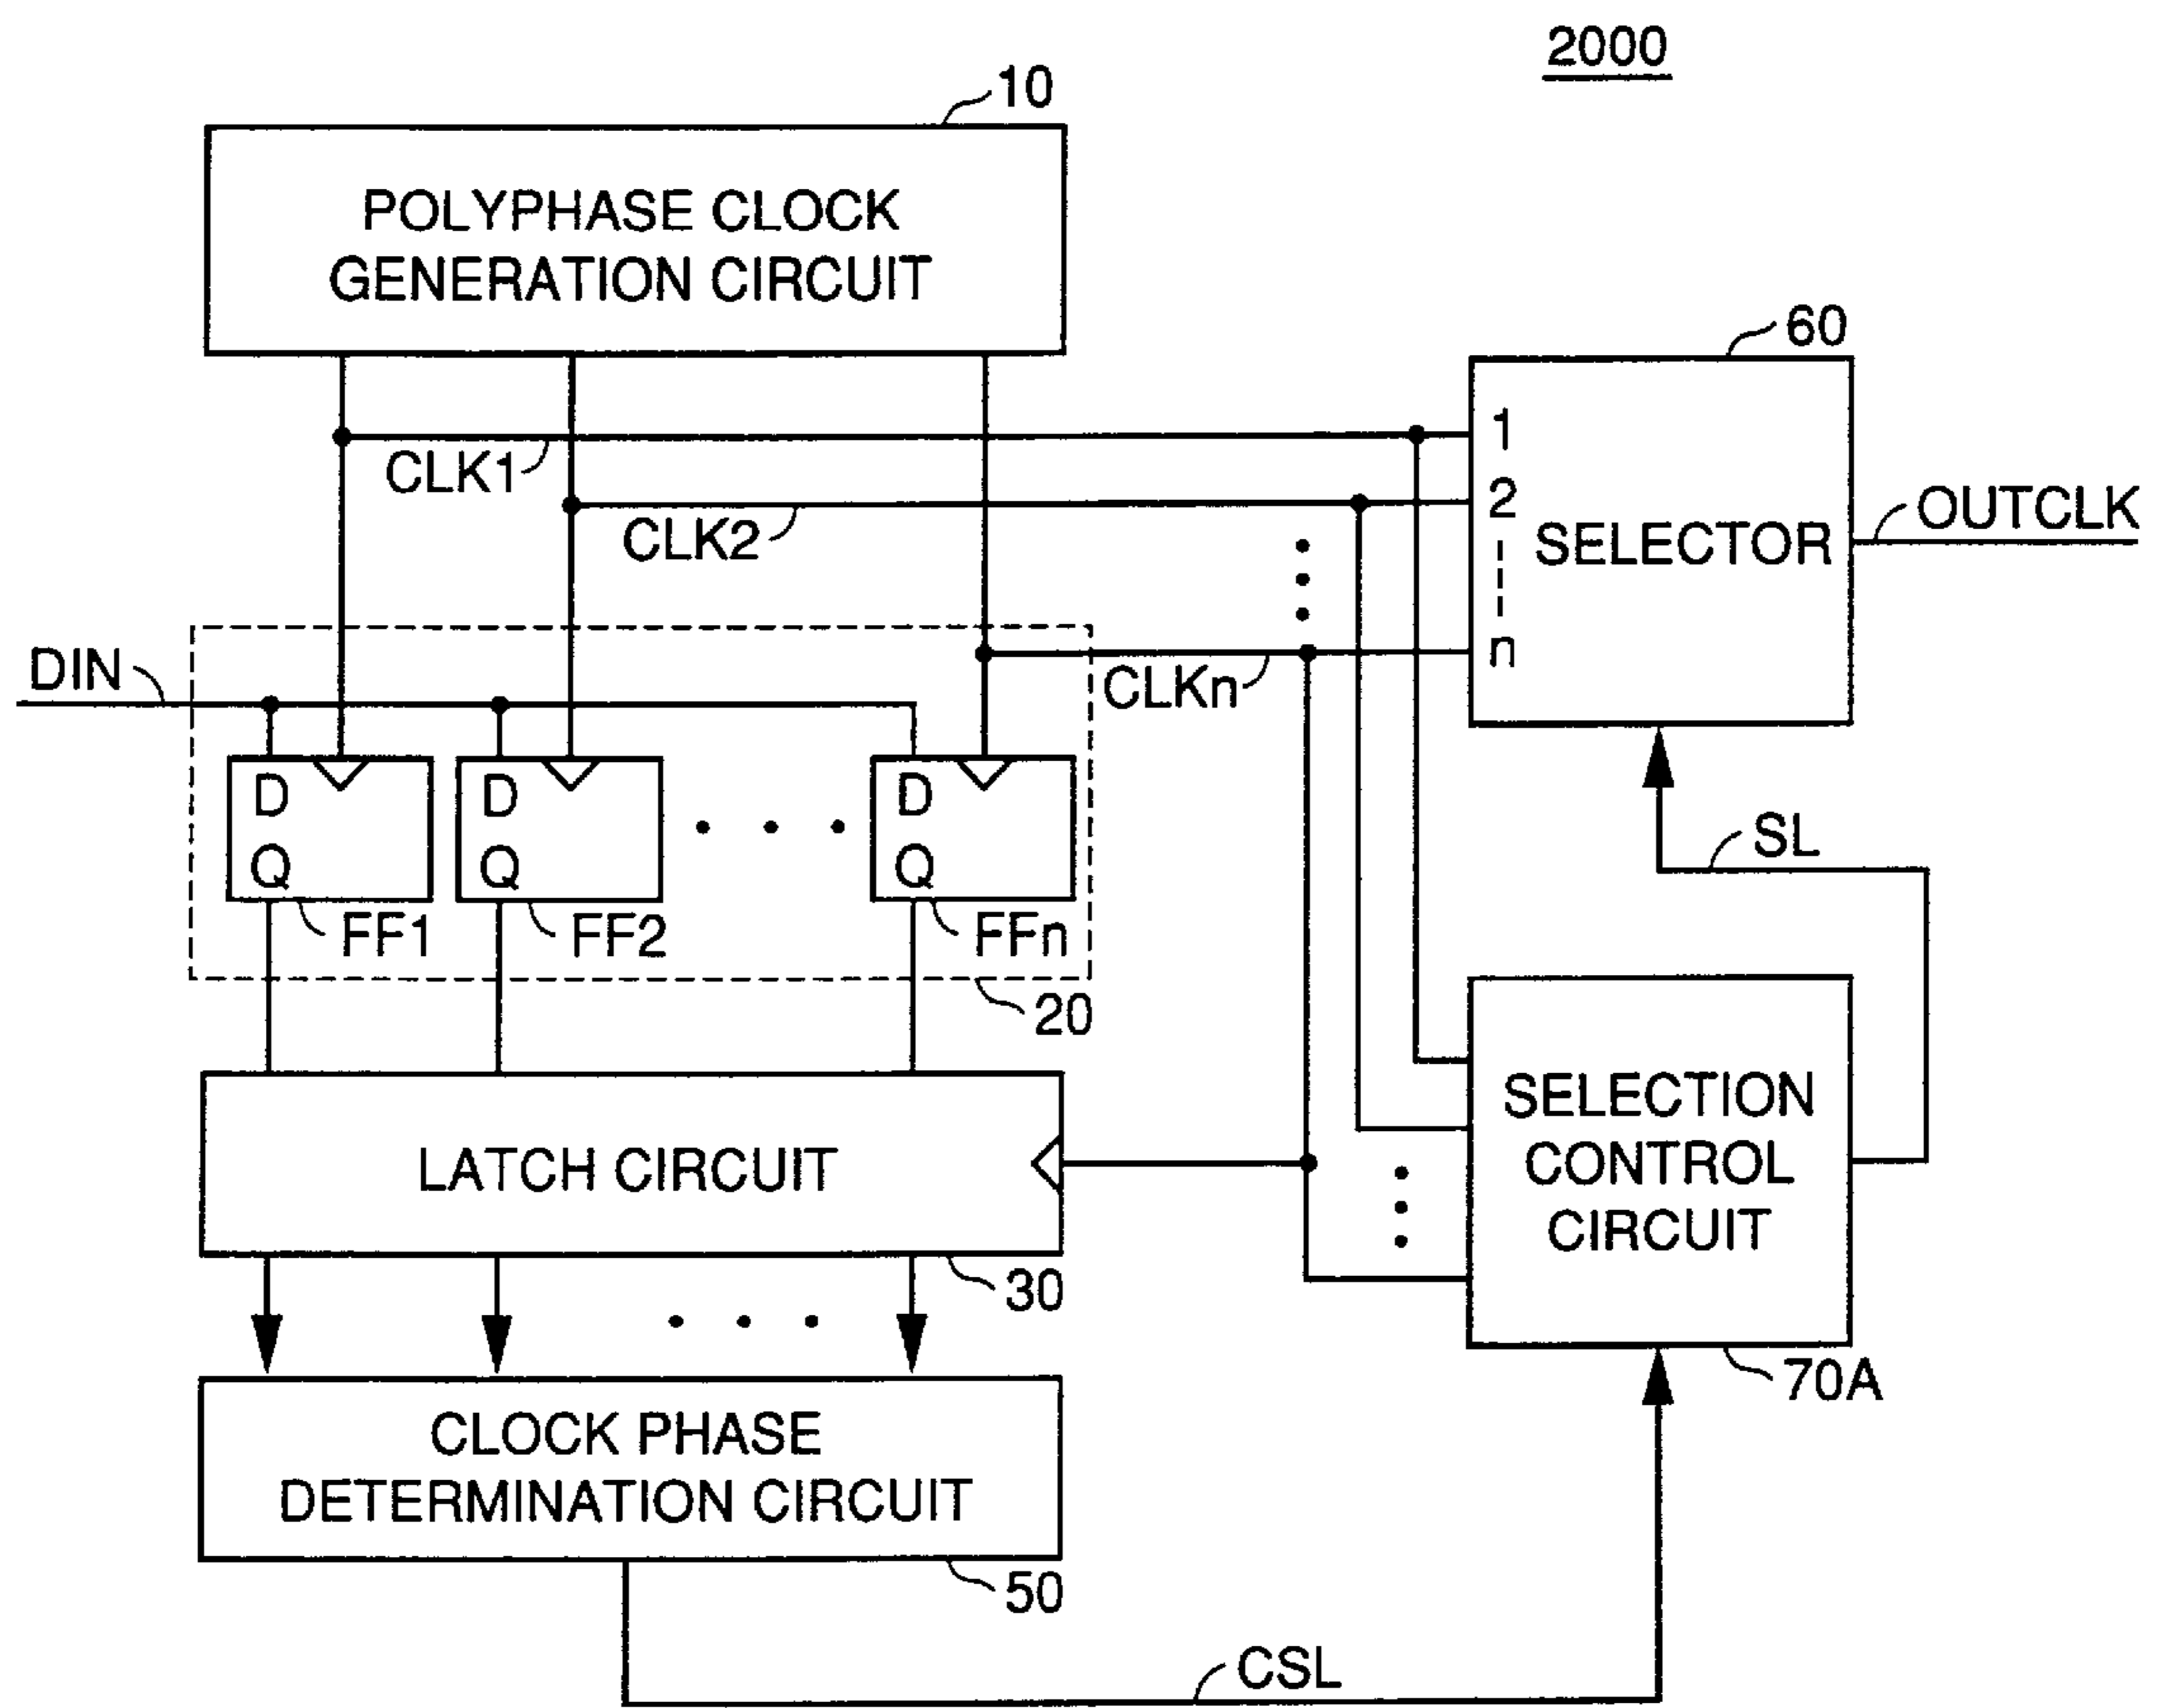 2000
10
POLYPHASE CLOCK
GENERATION CIRCUIT
60
1
CLK1
2
OUTCLK
CLK2
SELECTOR
n
DIN
CLKn
D
D
D
SL
Q
Q
Q
FF1
FF2
FFn
20
SELECTION
CONTROL
CIRCUIT
LATCH CIRCUIT
30
70A
CLOCK PHASE
DETERMINATION CIRCUIT
50
CSL